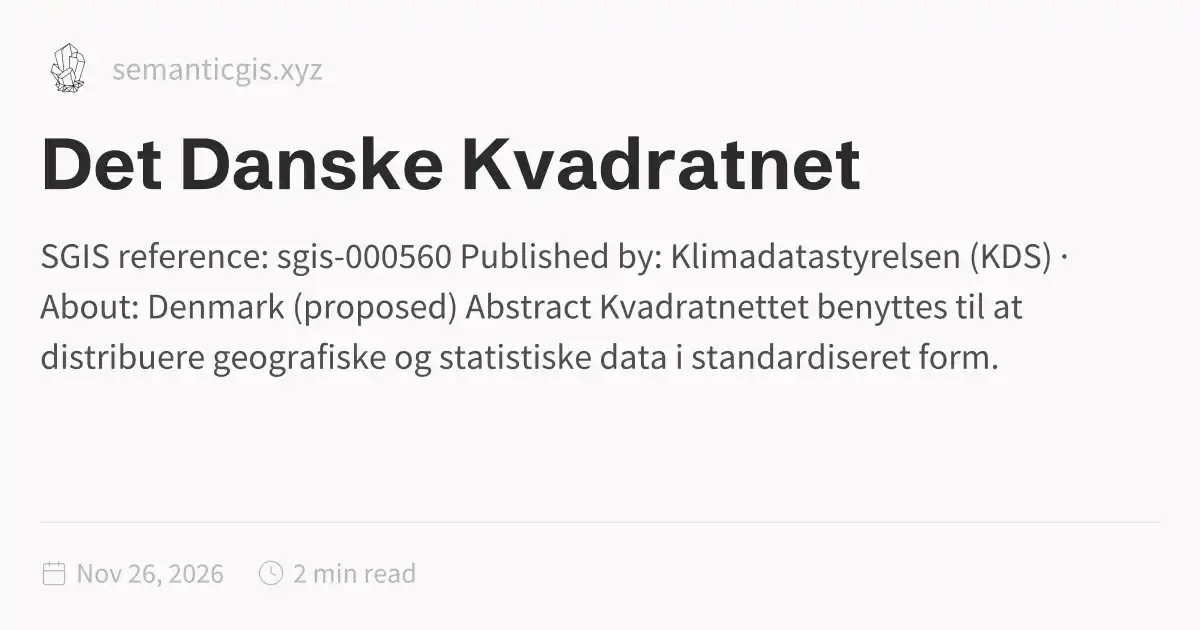 semanticgis.xyz
Det Danske Kvadratnet
SGIS reference: sgis-000560 Published by: Klimadatastyrelsen (KDS) ·
About: Denmark (proposed) Abstract Kvadratnettet benyttes til at
distribuere geografiske og statistiske data i standardiseret form.
Nov 26, 2026 2 min read